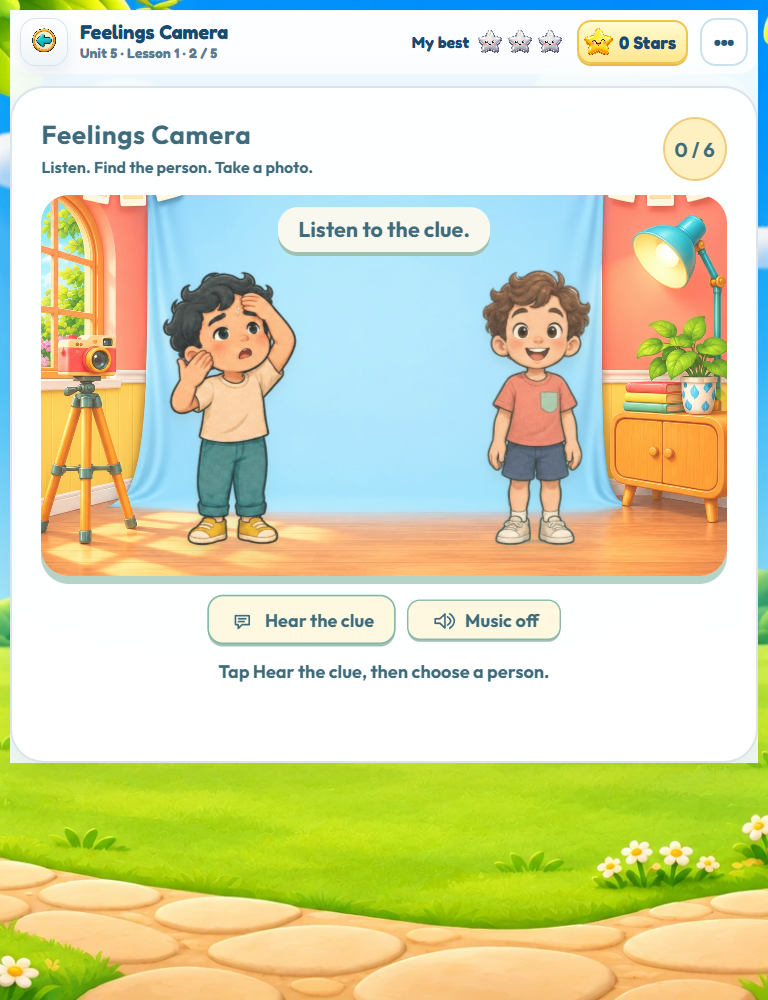 Feelings Camera
Unit 5 · Lesson 1 · 2 / 5
My best
0 Stars
Feelings Camera
Listen. Find the person. Take a photo.
0 / 6
Listen to the clue.
Hear the clue
Music off
Tap Hear the clue, then choose a person.